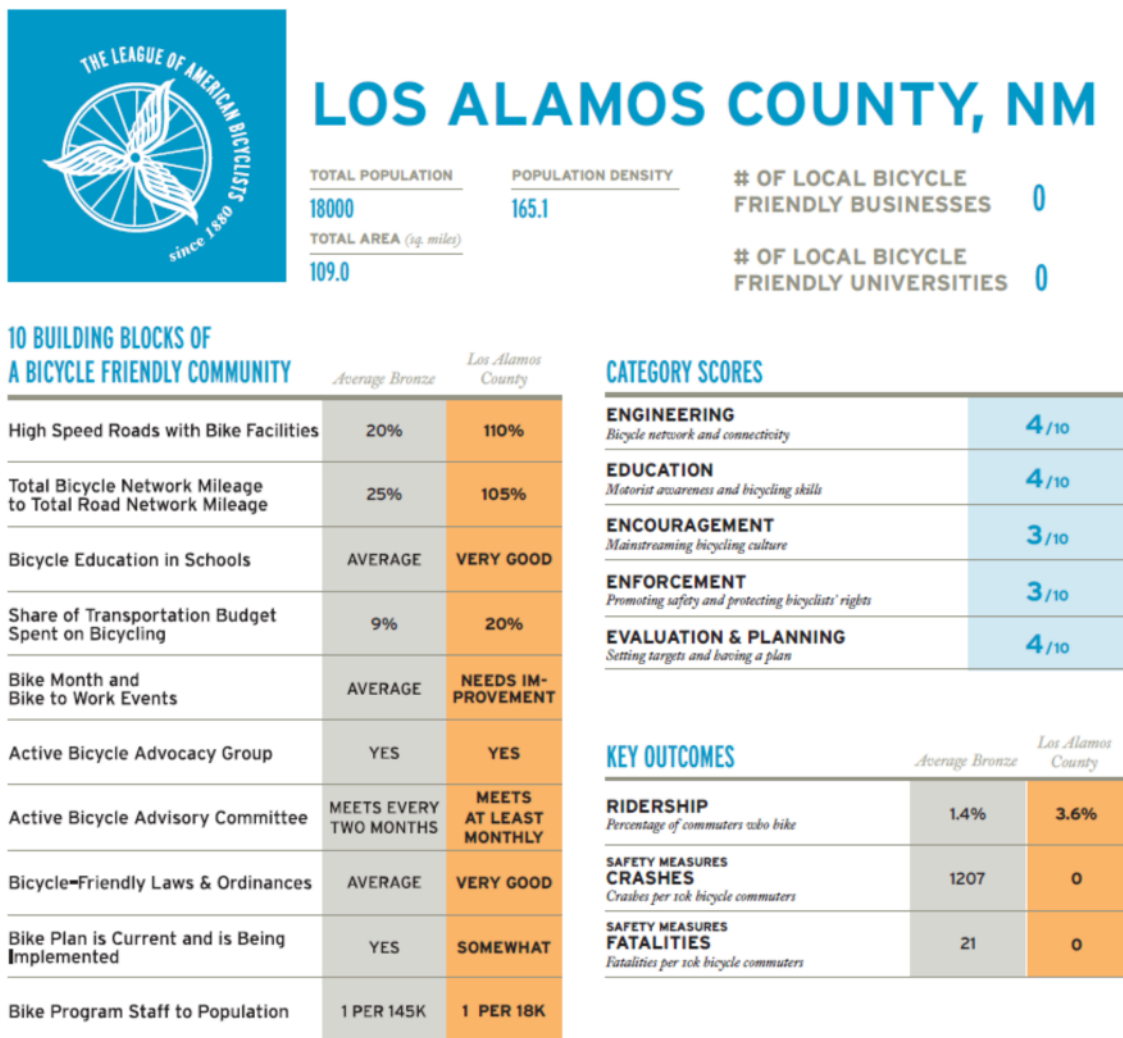 THE LEAGUE OF AMERICAN BICYCLISTS
since 1880
LOS ALAMOS COUNTY, NM
TOTAL POPULATION
18000
TOTAL AREA (sq. miles)
109.0
POPULATION DENSITY
165.1
# OF LOCAL BICYCLE
FRIENDLY BUSINESSES 0
# OF LOCAL BICYCLE
FRIENDLY UNIVERSITIES 0
10 BUILDING BLOCKS OF
A BICYCLE FRIENDLY COMMUNITY
Average Bronze
Los Alamos
County
High Speed Roads with Bike Facilities 20% 110%
Total Bicycle Network Mileage
to Total Road Network Mileage
25% 105%
Bicycle Education in Schools AVERAGE VERY GOOD
Share of Transportation Budget
Spent on Bicycling
9% 20%
Bike Month and
Bike to Work Events
AVERAGE
NEEDS IM-
PROVEMENT
Active Bicycle Advocacy Group YES YES
Active Bicycle Advisory Committee
MEETS EVERY
TWO MONTHS
MEETS
AT LEAST
MONTHLY
Bicycle-Friendly Laws & Ordinances AVERAGE VERY GOOD
Bike Plan is Current and is Being
Implemented
YES SOMEWHAT
Bike Program Staff to Population 1 PER 145K 1 PER 18K
CATEGORY SCORES
ENGINEERING
Bicycle network and connectivity
4/10
EDUCATION
Motorist awareness and bicycling skills
4/10
ENCOURAGEMENT
Mainstreaming bicycling culture
3/10
ENFORCEMENT
Promoting safety and protecting bicyclists' rights
3/10
EVALUATION & PLANNING
Setting targets and having a plan
4/10
KEY OUTCOMES
Average Bronze
Los Alamos
County
RIDERSHIP
Percentage of commuters who bike
1.4% 3.6%
SAFETY MEASURES
CRASHES
Crashes per 10k bicycle commuters
1207 0
SAFETY MEASURES
FATALITIES
Fatalities per 10k bicycle commuters
21 0